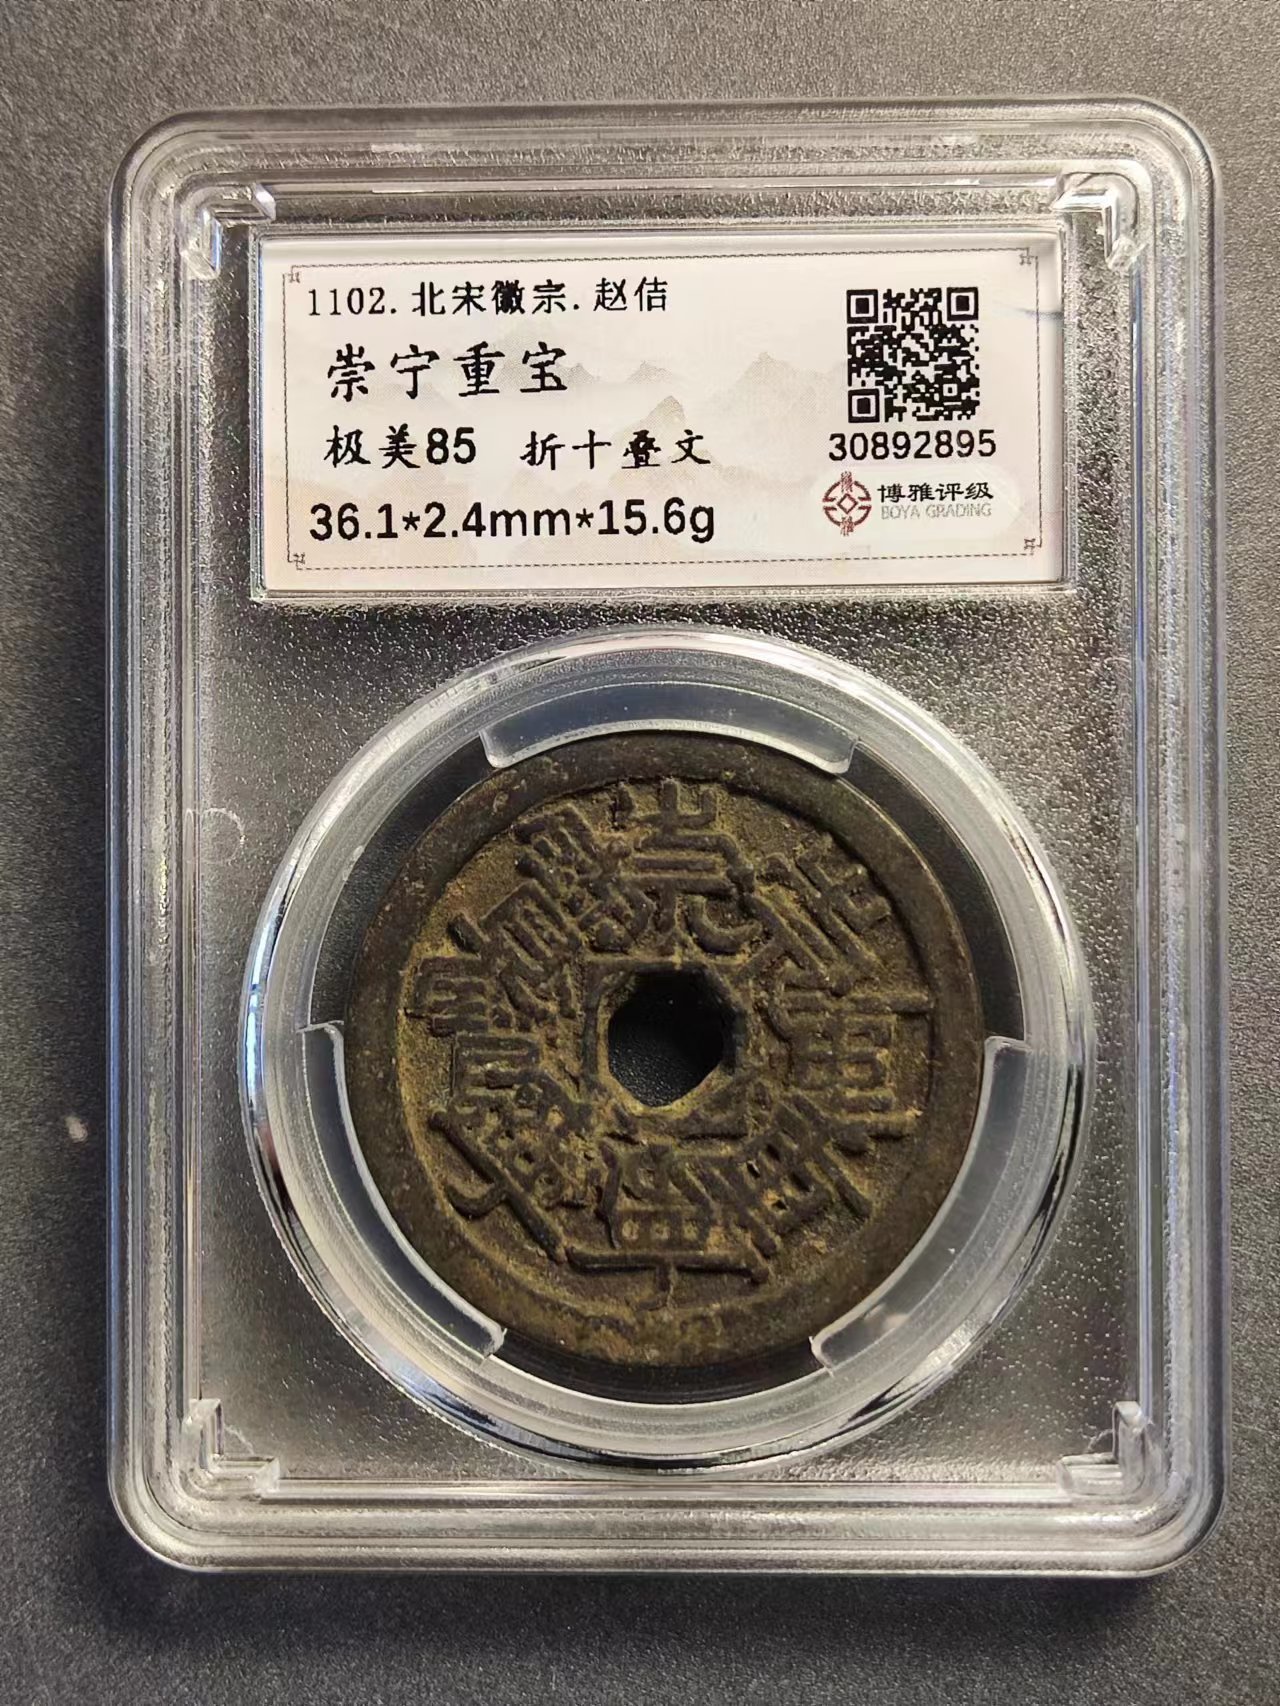 1102.北宋徽宗.赵佶
崇宁重宝
极美85 折十叠文
36.1*2.4mm*15.6g
30892895
博雅评级
BOYA GRADING